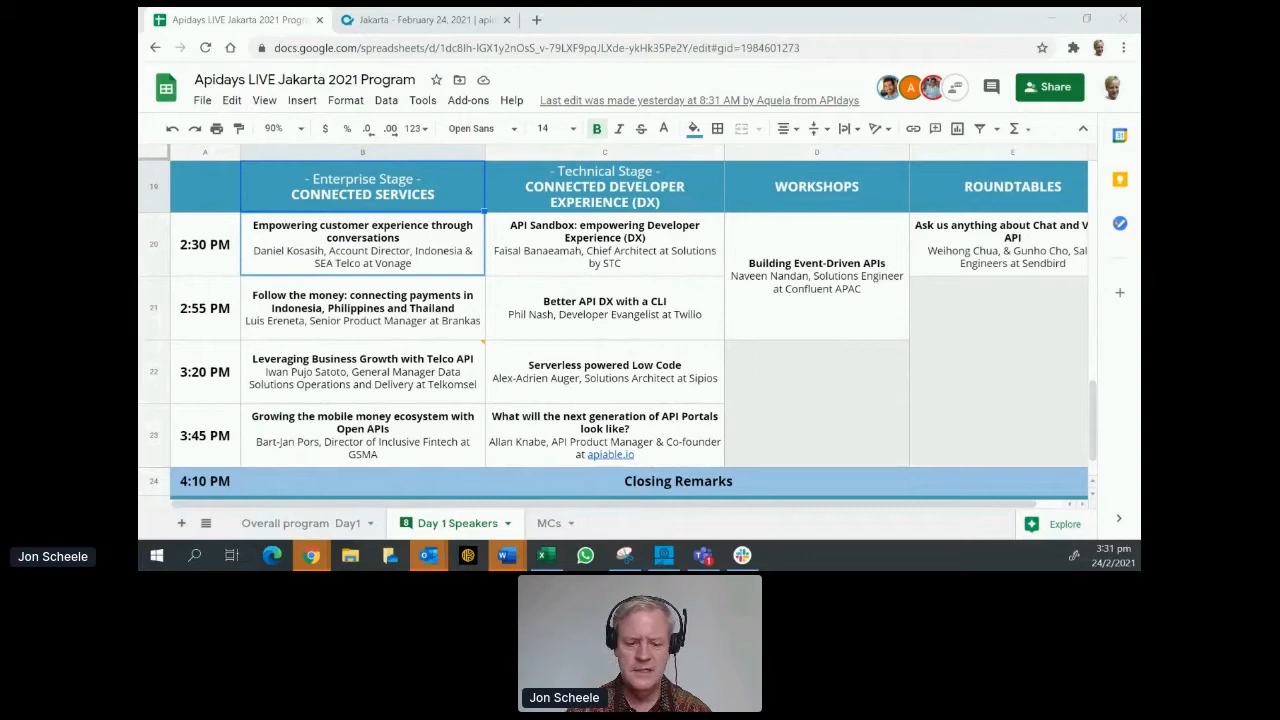 Apidays LIVE Jakarta 2021 Progr
Jakarta - February 24, 2021 | apid
docs.google.com/spreadsheets/d/1dc8Ih-IGX1y2nOsS_v-79LXF9pqJLXde-ykHk35Pe2Y/edit#gid=1984601273
Apidays LIVE Jakarta 2021 Program
A
Share
File Edit View Insert Format Data Tools Add-ons Help Last edit was made yesterday at 8:31 AM by Aquela from APIdays
90% $ % .0 .00 123 Open Sans 14 B I S A
A B C D E
19
- Enterprise Stage -
CONNECTED SERVICES
- Technical Stage -
CONNECTED DEVELOPER
EXPERIENCE (DX)
WORKSHOPS
ROUNDTABLES
20
2:30 PM
Empowering customer experience through
conversations
Daniel Kosasih, Account Director, Indonesia &
SEA Telco at Vonage
API Sandbox: empowering Developer
Experience (DX)
Faisal Banaeamah, Chief Architect at Solutions
by STC
Building Event-Driven APIs
Naveen Nandan, Solutions Engineer
at Confluent APAC
Ask us anything about Chat and V
API
Weihong Chua, & Gunho Cho, Sal
Engineers at Sendbird
21
2:55 PM
Follow the money: connecting payments in
Indonesia, Philippines and Thailand
Luis Ereneta, Senior Product Manager at Brankas
Better API DX with a CLI
Phil Nash, Developer Evangelist at Twilio
22
3:20 PM
Leveraging Business Growth with Telco API
Iwan Pujo Satoto, General Manager Data
Solutions Operations and Delivery at Telkomsel
Serverless powered Low Code
Alex-Adrien Auger, Solutions Architect at Sipios
23
3:45 PM
Growing the mobile money ecosystem with
Open APIs
Bart-Jan Pors, Director of Inclusive Fintech at
GSMA
What will the next generation of API Portals
look like?
Allan Knabe, API Product Manager & Co-founder
at apiable.io
24
4:10 PM
Closing Remarks
Overall program Day1
8 Day 1 Speakers
MCs
Explore
3:31 pm
24/2/2021
Jon Scheele
Jon Scheele